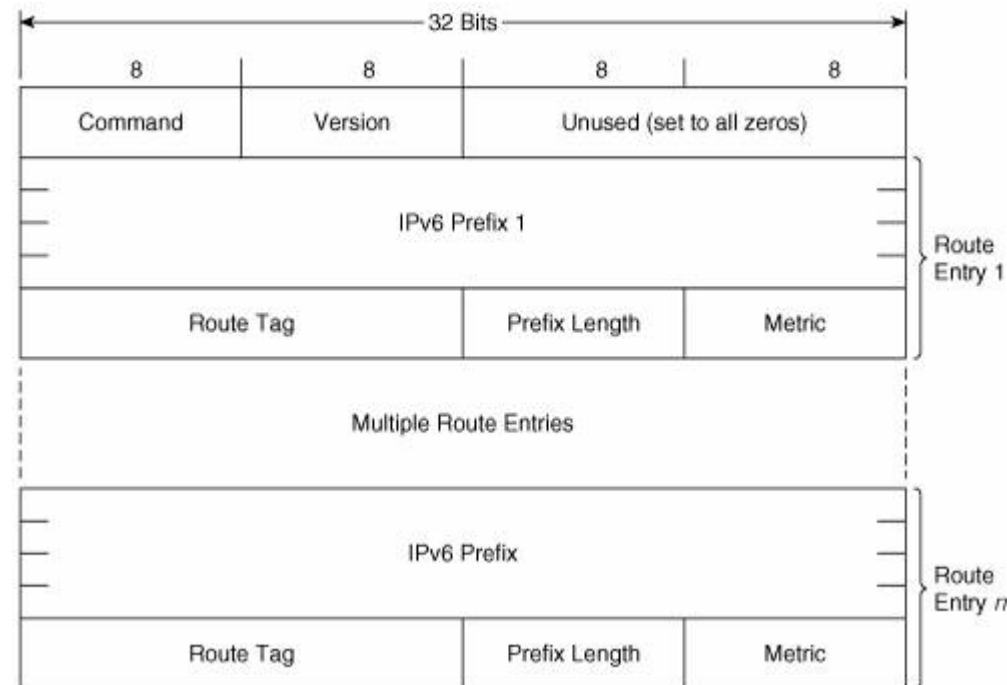 32 Bits
8 8 8 8
Command Version Unused (set to all zeros)
IPv6 Prefix 1
Route
Entry 1
Route Tag Prefix Length Metric
Multiple Route Entries
IPv6 Prefix
Route
Entry n
Route Tag Prefix Length Metric